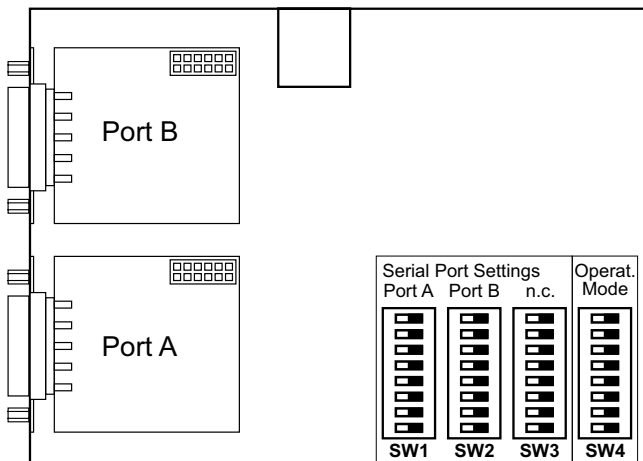 Port B
Port A
Serial Port Settings
Operat.
Mode
Port A
Port B
n.c.
SW1
SW2
SW3
SW4